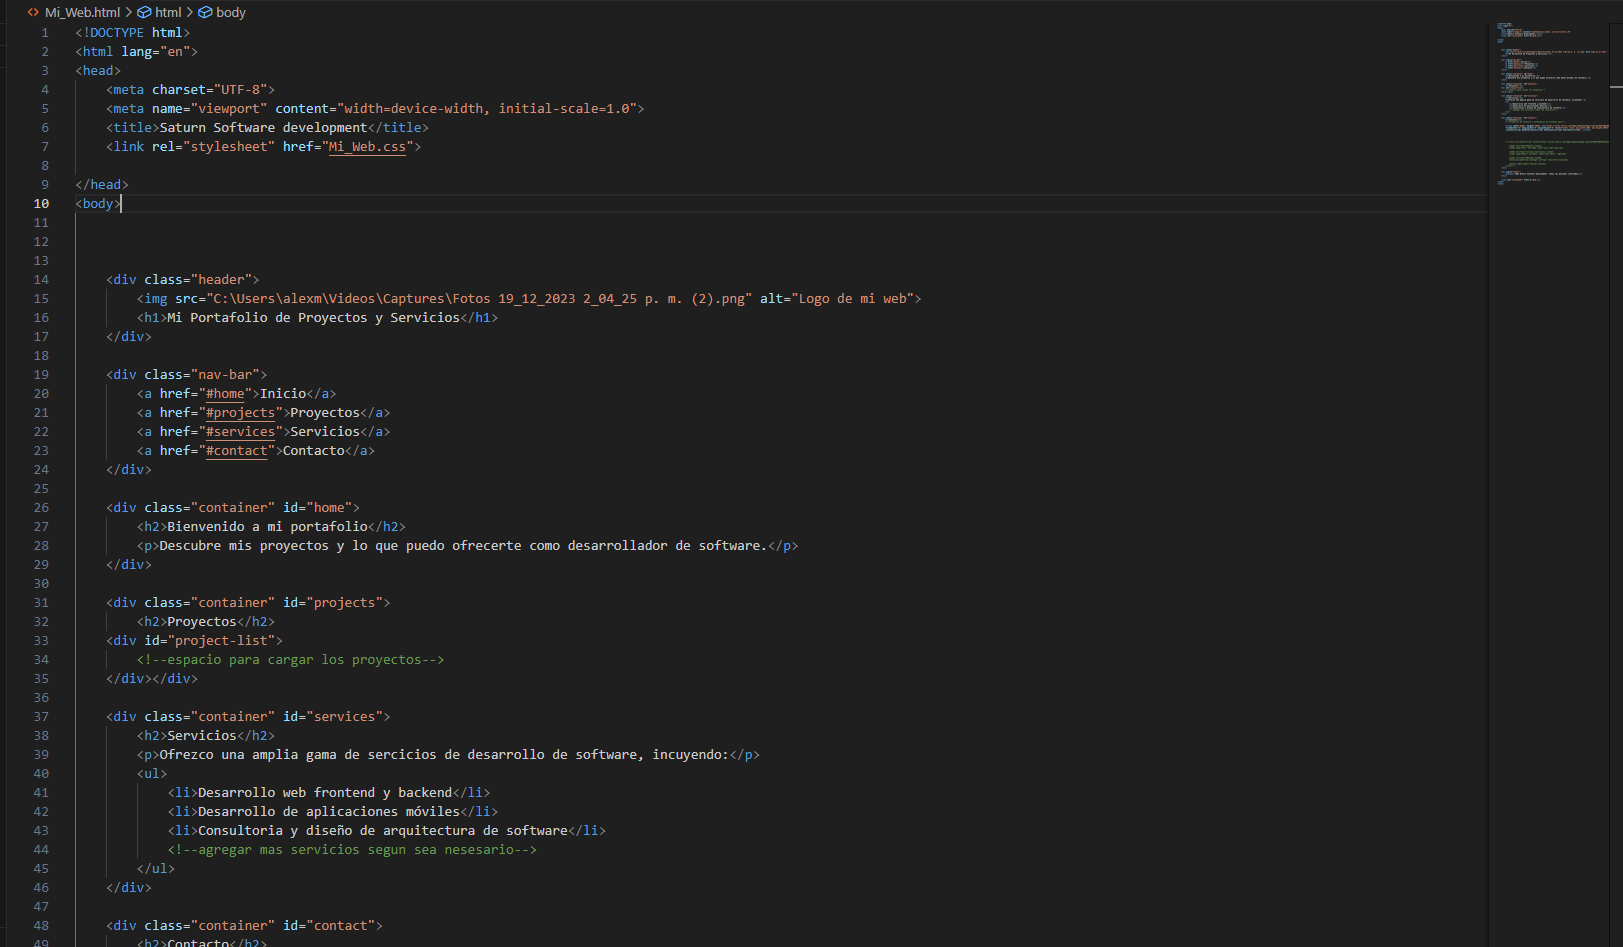 Mi_Web.html > html > body
1 <!DOCTYPE html>
2 <html lang="en">
3 <head>
4 <meta charset="UTF-8">
5 <meta name="viewport" content="width=device-width, initial-scale=1.0">
6 <title>Saturn Software development</title>
7 <link rel="stylesheet" href="Mi_Web.css">
8
9 </head>
10 <body>
11
12
13
14 <div class="header">
15 <img src="C:\Users\alexm\Videos\Captures\Fotos 19_12_2023 2_04_25 p. m. (2).png" alt="Logo de mi web">
16 <h1>Mi Portafolio de Proyectos y Servicios</h1>
17 </div>
18
19 <div class="nav-bar">
20 <a href="#home">Inicio</a>
21 <a href="#projects">Proyectos</a>
22 <a href="#services">Servicios</a>
23 <a href="#contact">Contacto</a>
24 </div>
25
26 <div class="container" id="home">
27 <h2>Bienvenido a mi portafolio</h2>
28 <p>Descubre mis proyectos y lo que puedo ofrecerte como desarrollador de software.</p>
29 </div>
30
31 <div class="container" id="projects">
32 <h2>Proyectos</h2>
33 <div id="project-list">
34 <!--espacio para cargar los proyectos-->
35 </div></div>
36
37 <div class="container" id="services">
38 <h2>Servicios</h2>
39 <p>Ofrezco una amplia gama de sercicios de desarrollo de software, incuyendo:</p>
40 <ul>
41 <li>Desarrollo web frontend y backend</li>
42 <li>Desarrollo de aplicaciones móviles</li>
43 <li>Consultoria y diseño de arquitectura de software</li>
44 <!--agregar mas servicios segun sea nesesario-->
45 </ul>
46 </div>
47
48 <div class="container" id="contact">
49 <h2>Contacto</h2>